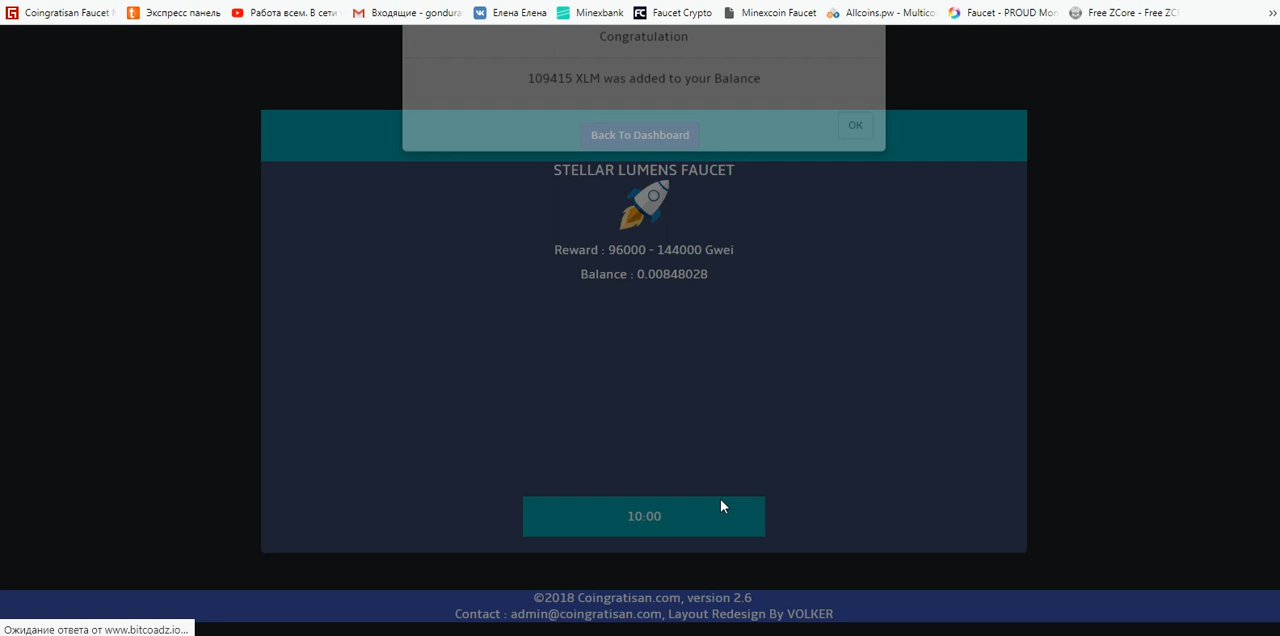 Coingratisan Faucet
Экспресс панель
Работа всем. В сети
Входящие - gondura
Елена Елена
Minexbank
Faucet Crypto
Minexcoin Faucet
Allcoins.pw - Multico
Faucet - PROUD Mon
Free ZCore - Free ZC
»
Congratulation
109415 XLM was added to your Balance
OK
Back To Dashboard
STELLAR LUMENS FAUCET
Reward : 96000 - 144000 Gwei
Balance : 0.00848028
10:00
©2018 Coingratisan.com, version 2.6
Contact : admin@coingratisan.com, Layout Redesign By VOLKER
Ожидание ответа от www.bitcoadz.io...